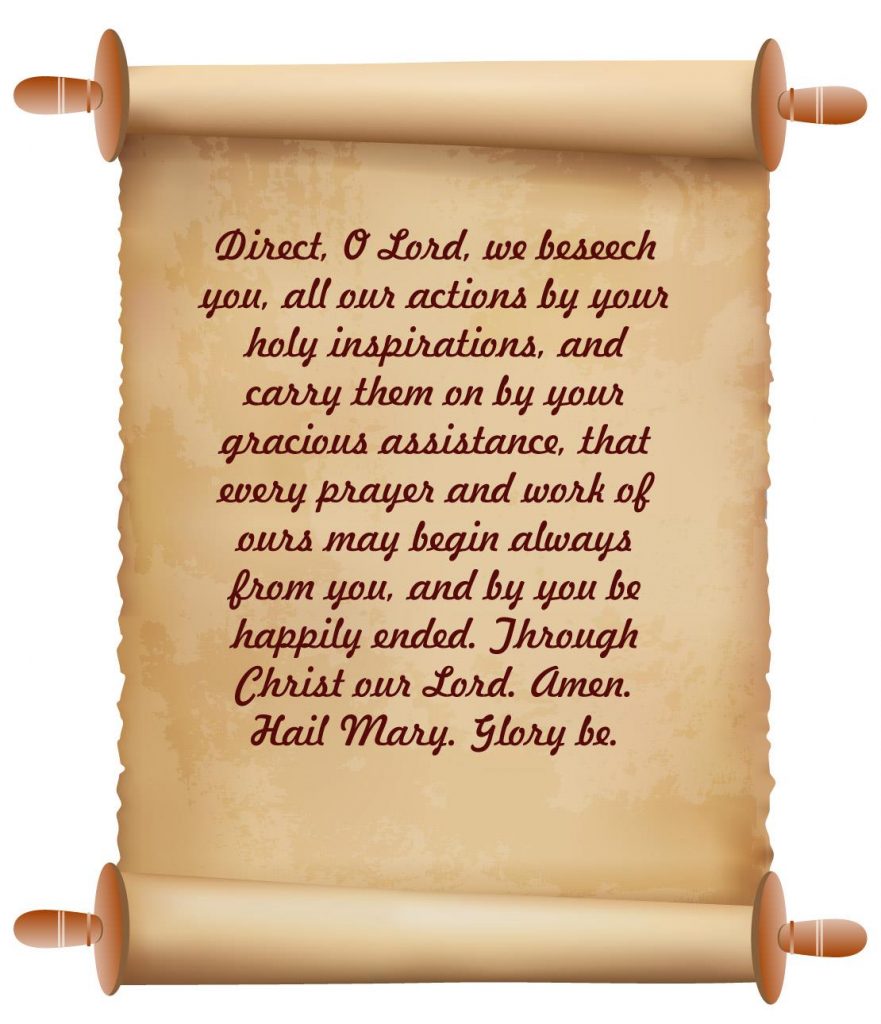 Direct, O Lord, we beseech
you, all our actions by your
holy inspirations, and
carry them on by your
gracious assistance, that
every prayer and work of
ours may begin always
from you, and by you be
happily ended. Through
Christ our Lord. Amen.
Hail Mary. Glory be.